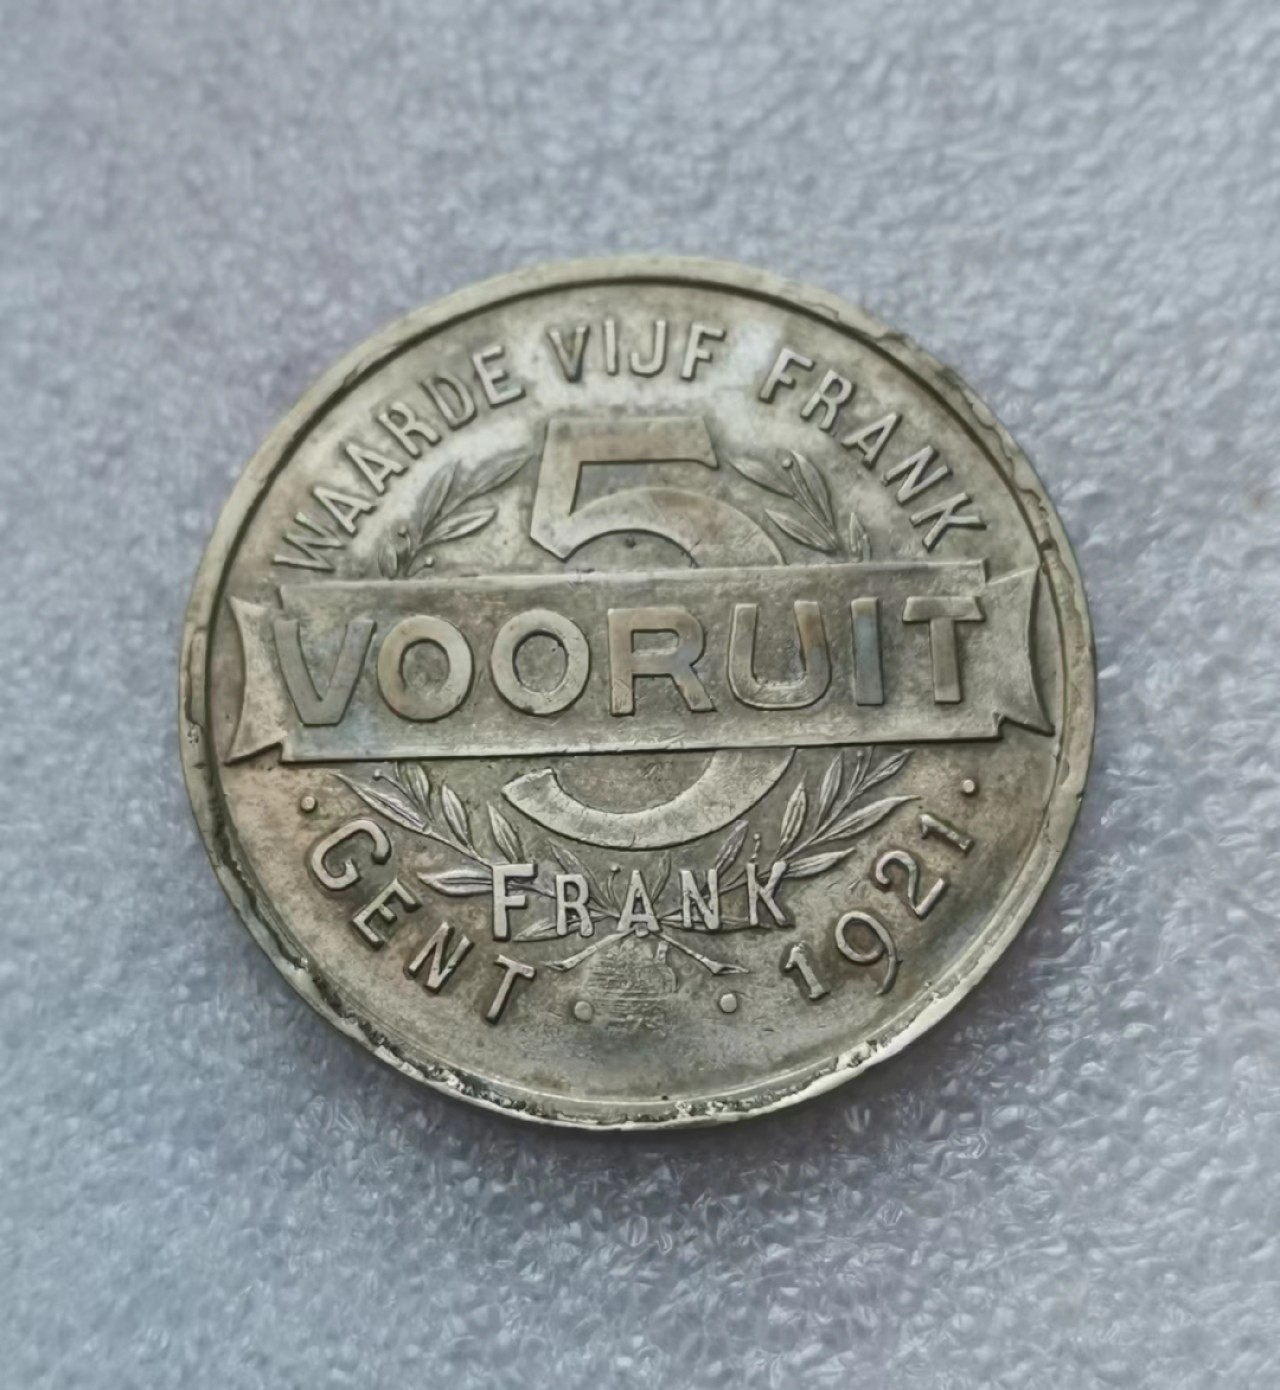 WAARDE VIJF FRANK
5
VOORUIT
FRANK
· GENT · · 1921 ·